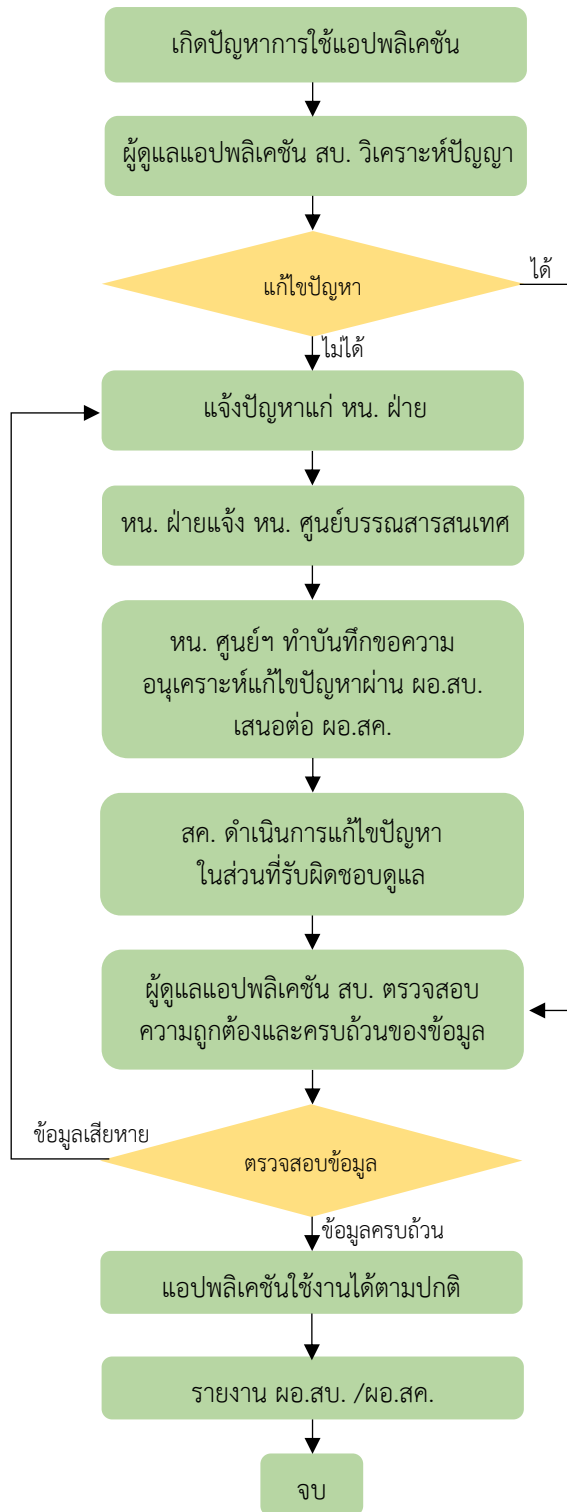 เกิดปัญหาการใช้แอปพลิเคชัน
ผู้ดูแลแอปพลิเคชัน สบ. วิเคราะห์ปัญญา
แก้ไขปัญหา
ได้
ไม่ได้
แจ้งปัญหาแก่ หน. ฝ่าย
หน. ฝ่ายแจ้ง หน. ศูนย์บรรณสารสนเทศ
หน. ศูนย์ฯ ทำบันทึกขอความ
อนุเคราะห์แก้ไขปัญหาผ่าน ผอ.สบ.
เสนอต่อ ผอ.สค.
สค. ดำเนินการแก้ไขปัญหา
ในส่วนที่รับผิดชอบดูแล
ผู้ดูแลแอปพลิเคชัน สบ. ตรวจสอบ
ความถูกต้องและครบถ้วนของข้อมูล
ข้อมูลเสียหาย
ตรวจสอบข้อมูล
ข้อมูลครบถ้วน
แอปพลิเคชันใช้งานได้ตามปกติ
รายงาน ผอ.สบ. /ผอ.สค.
จบ